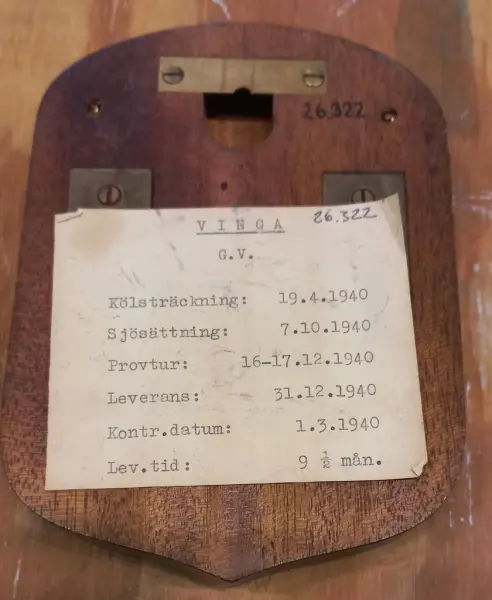 26.322
VINGA 26.322
G.V.
Kölsträckning: 19.4.1940
Sjösättning: 7.10.1940
Provtur: 16-17.12.1940
Leverans: 31.12.1940
Kontr.datum: 1.3.1940
Lev.tid: 9 ½ mån.